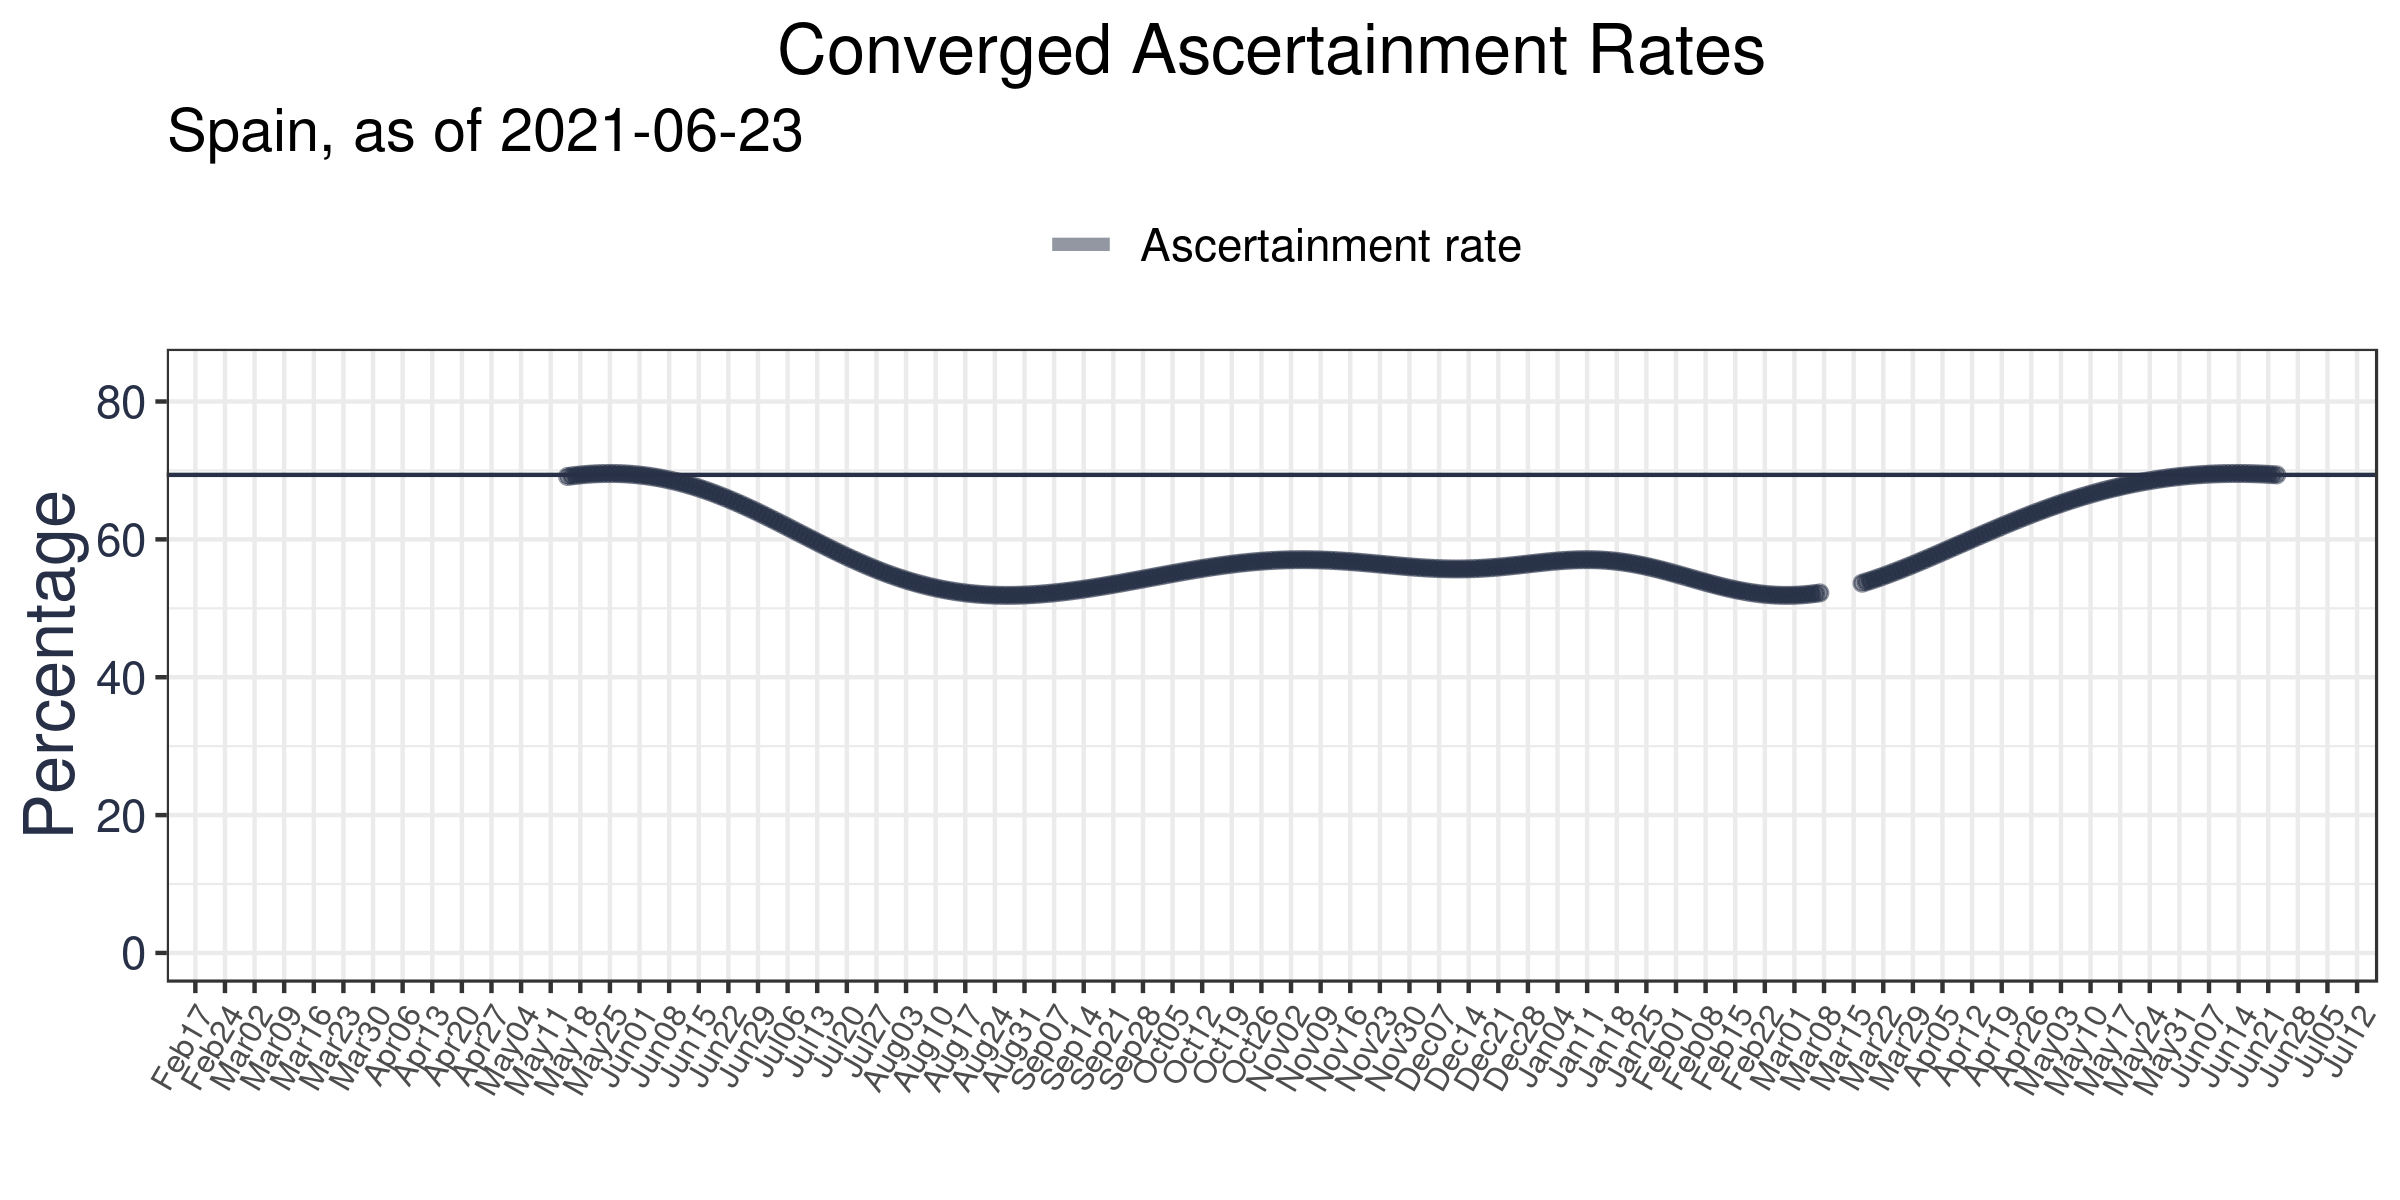 Converged Ascertainment Rates
Spain, as of 2021-06-23
Ascertainment rate
Percentage
80
60
40
20
0
Feb17
Feb24
Mar02
Mar09
Mar16
Mar23
Mar30
Apr06
Apr13
Apr20
Apr27
May04
May11
May18
May25
Jun01
Jun08
Jun15
Jun22
Jun29
Jul06
Jul13
Jul20
Jul27
Aug03
Aug10
Aug17
Aug24
Aug31
Sep07
Sep14
Sep21
Sep28
Oct05
Oct12
Oct19
Oct26
Nov02
Nov09
Nov16
Nov23
Nov30
Dec07
Dec14
Dec21
Dec28
Jan04
Jan11
Jan18
Jan25
Feb01
Feb08
Feb15
Feb22
Mar01
Mar08
Mar15
Mar22
Mar29
Apr05
Apr12
Apr19
Apr26
May03
May10
May17
May24
May31
Jun07
Jun14
Jun21
Jun28
Jul05
Jul12